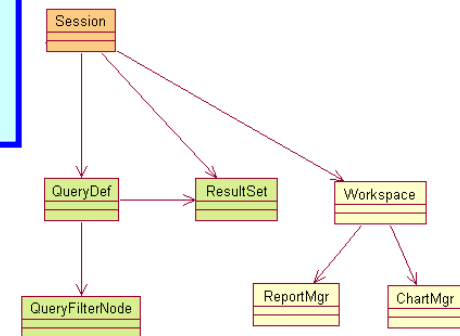 Session
QueryDef
ResultSet
Workspace
QueryFilterNode
ReportMgr
ChartMgr